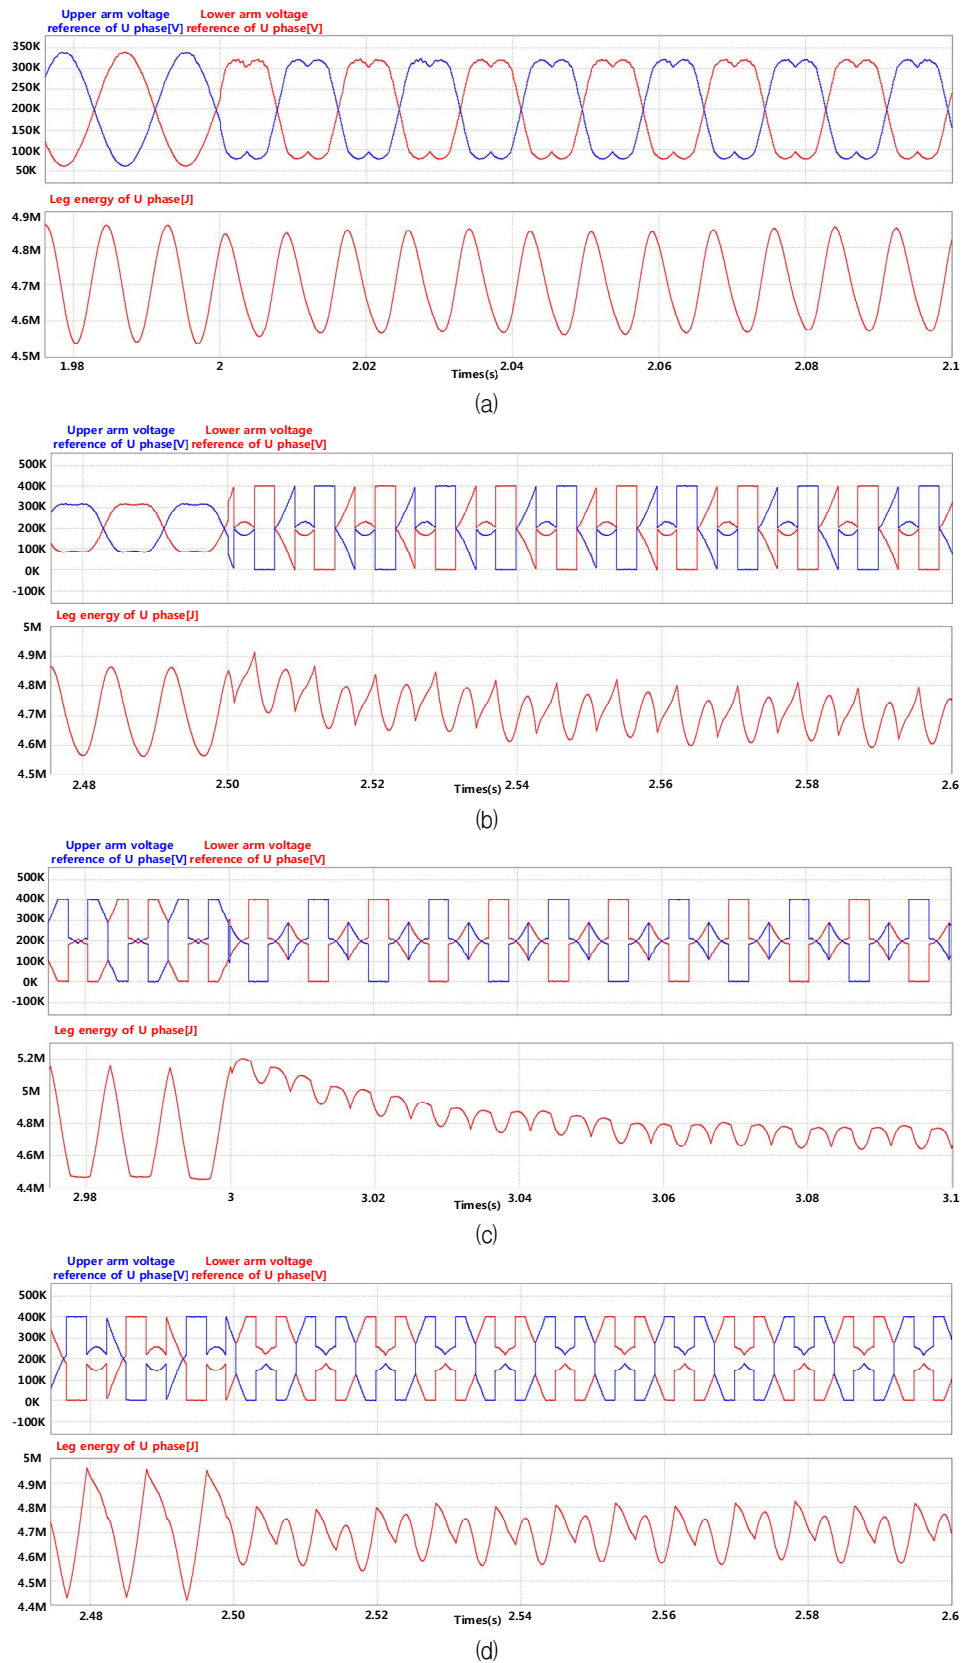 Upper arm voltage Lower arm voltage
reference of U phase[V] reference of U phase[V]
350K
300K
250K
200K
150K
100K
50K
Leg energy of U phase[J]
4.9M
4.8M
4.7M
4.6M
4.5M
1.98 2 2.02 2.04 2.06 2.08 2.1
Times(s)
(a)
Upper arm voltage Lower arm voltage
reference of U phase[V] reference of U phase[V]
500K
400K
300K
200K
100K
0K
-100K
Leg energy of U phase[J]
5M
4.9M
4.8M
4.7M
4.6M
4.5M
2.48 2.50 2.52 2.54 2.56 2.58 2.6
Times(s)
(b)
Upper arm voltage Lower arm voltage
reference of U phase[V] reference of U phase[V]
500K
400K
300K
200K
100K
0K
-100K
Leg energy of U phase[J]
5.2M
5M
4.8M
4.6M
4.4M
2.98 3 3.02 3.04 3.06 3.08 3.1
Times(s)
(c)
Upper arm voltage Lower arm voltage
reference of U phase[V] reference of U phase[V]
500K
400K
300K
200K
100K
0K
-100K
Leg energy of U phase[J]
5M
4.9M
4.8M
4.7M
4.6M
4.5M
4.4M
2.48 2.50 2.52 2.54 2.56 2.58 2.6
Times(s)
(d)